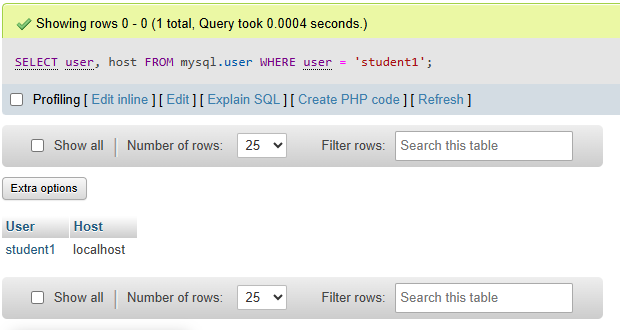 Showing rows 0 - 0 (1 total, Query took 0.0004 seconds.)
SELECT user, host FROM mysql.user WHERE user = 'student1';
Profiling [ Edit inline ] [ Edit ] [ Explain SQL ] [ Create PHP code ] [ Refresh ]
Show all Number of rows: 25 Filter rows: Search this table
Extra options
User Host
student1 localhost
Show all Number of rows: 25 Filter rows: Search this table